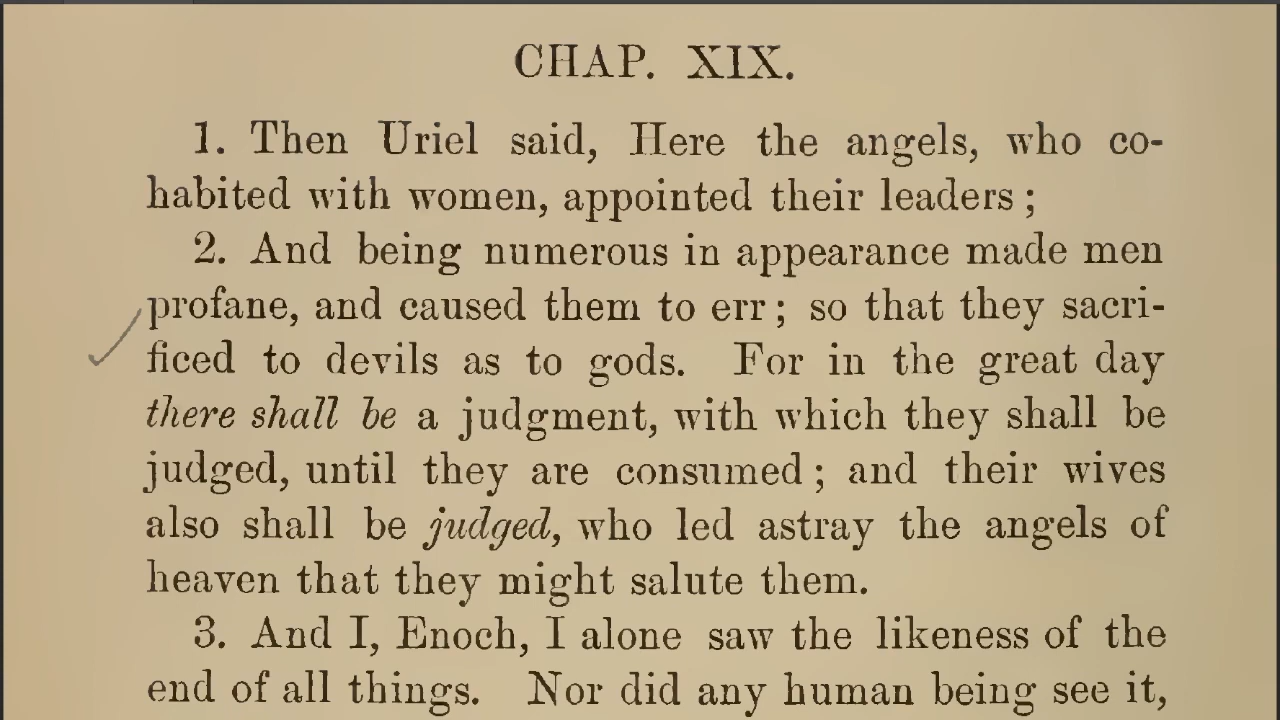 CHAP. XIX.
1. Then Uriel said, Here the angels, who co-
habited with women, appointed their leaders ;
2. And being numerous in appearance made men
profane, and caused them to err ; so that they sacri-
ficed to devils as to gods. For in the great day
there shall be a judgment, with which they shall be
judged, until they are consumed ; and their wives
also shall be judged, who led astray the angels of
heaven that they might salute them.
3. And I, Enoch, I alone saw the likeness of the
end of all things. Nor did any human being see it,